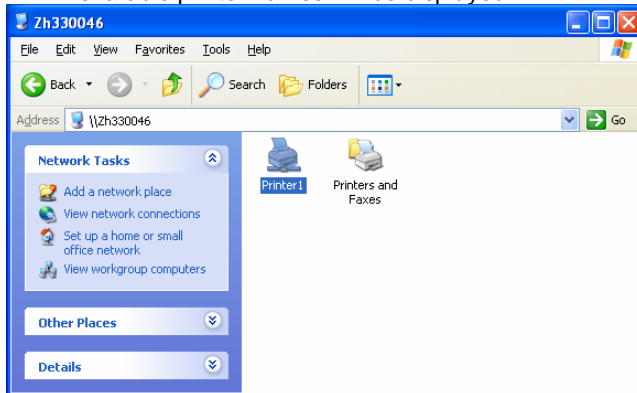 Zh330046
File Edit View Favorites Tools Help
Back Search Folders
Address \\Zh330046 Go
Network Tasks
Add a network place
View network connections
Set up a home or small
office network
View workgroup computers
Other Places
Details
Printer1
Printers and
Faxes